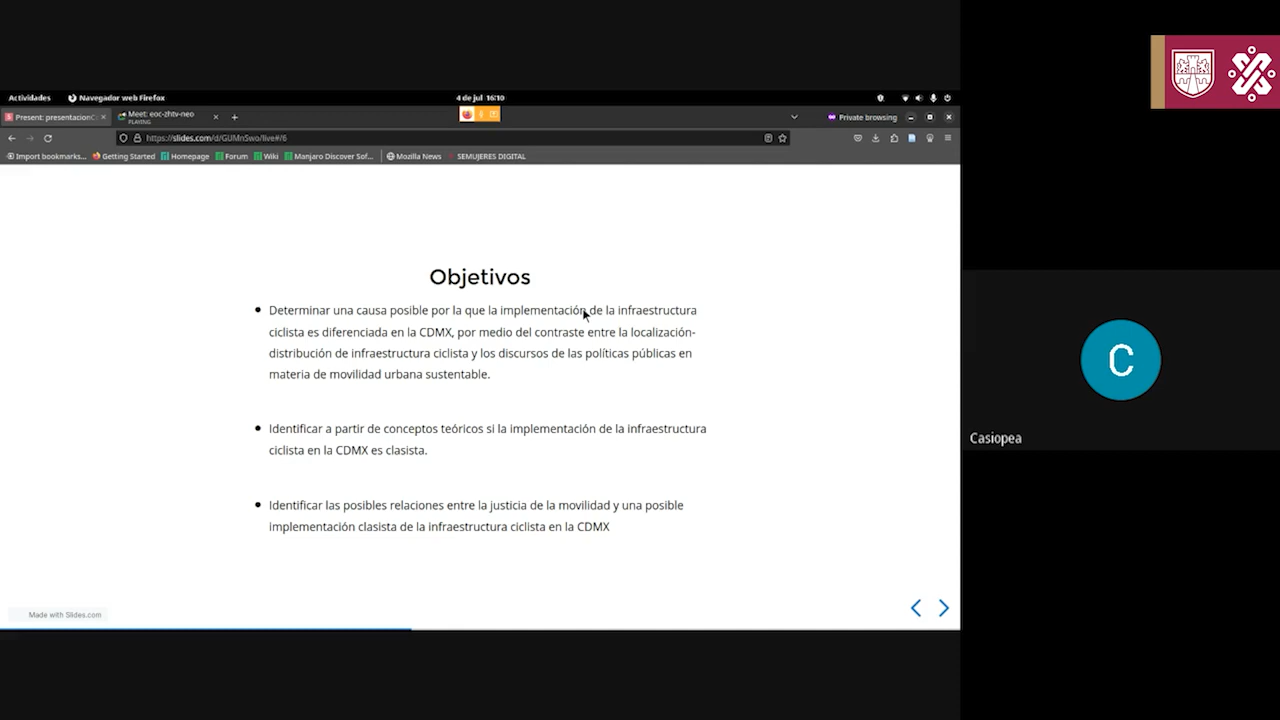 Actividades
Navegador web Firefox
4 de jul 16:10
Present: presentacionC
Meet: eoc-zhtv-neo
PLAYING
Private browsing
https://slides.com/d/GUMnSwo/live#/6
Import bookmarks...
Getting Started
Homepage
Forum
Wiki
Manjaro Discover Sof...
Mozilla News
SEMUJERES DIGITAL
Objetivos
Determinar una causa posible por la que la implementación de la infraestructura
ciclista es diferenciada en la CDMX, por medio del contraste entre la localización-
distribución de infraestructura ciclista y los discursos de las políticas públicas en
materia de movilidad urbana sustentable.
Identificar a partir de conceptos teóricos si la implementación de la infraestructura
ciclista en la CDMX es clasista.
Identificar las posibles relaciones entre la justicia de la movilidad y una posible
implementación clasista de la infraestructura ciclista en la CDMX
Made with Slides.com
C
Casiopea